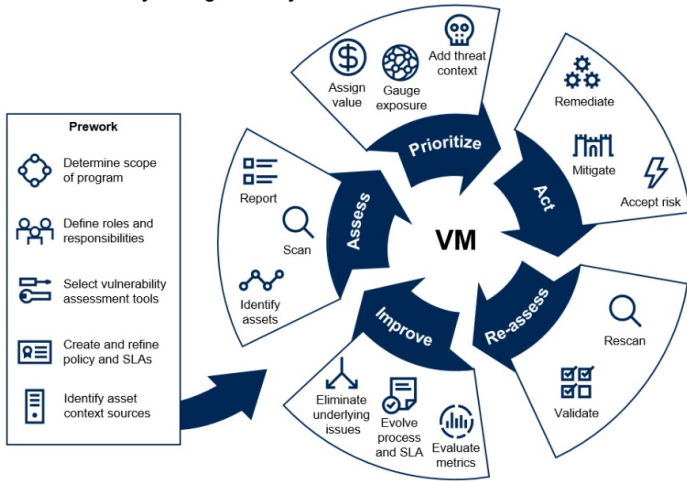 Prework
Determine scope
of program
Define roles and
responsibilities
Select vulnerability
assessment tools
Create and refine
policy and SLAs
Identify asset
context sources
VM
Assess
Report
Scan
Identify
assets
Prioritize
Assign
value
Gauge
exposure
Add threat
context
Act
Remediate
Mitigate
Accept risk
Re-assess
Rescan
Validate
Improve
Eliminate
underlying
issues
Evolve
process
and SLA
Evaluate
metrics